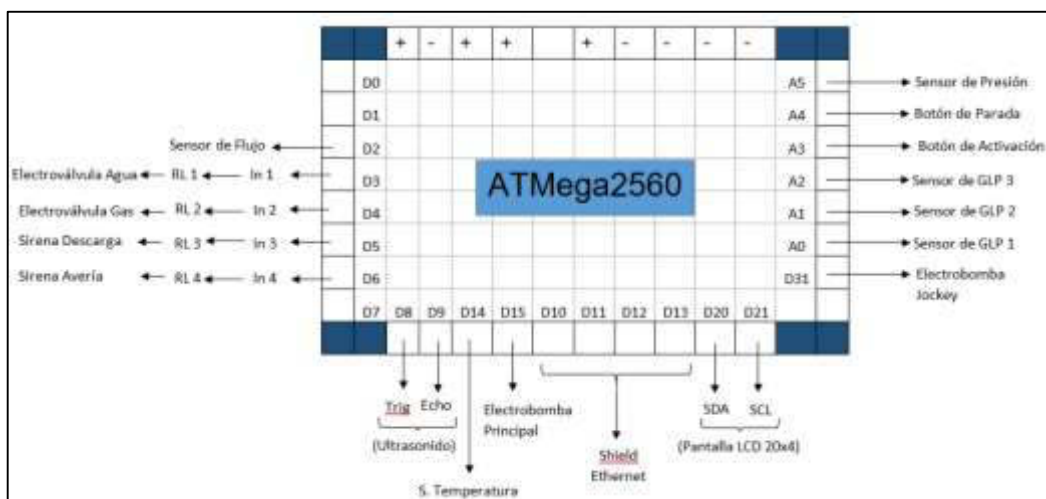 + - + + + - - - -
D0 A5 Sensor de Presión
D1 A4 Botón de Parada
Sensor de Flujo D2 A3 Botón de Activación
Electroválvula Agua RL 1 In 1 D3 ATMega2560 A2 Sensor de GLP 3
Electroválvula Gas RL 2 In 2 D4 A1 Sensor de GLP 2
Sirena Descarga RL 3 In 3 D5 A0 Sensor de GLP 1
Sirena Avería RL 4 In 4 D6 D31 Electrobomba
Jockey
D7 D8 D9 D14 D15 D10 D11 D12 D13 D20 D21
Trig Echo Electrobomba SDA SCL
Principal
(Ultrasonido) (Pantalla LCD 20x4)
Shield
Ethernet
S. Temperatura